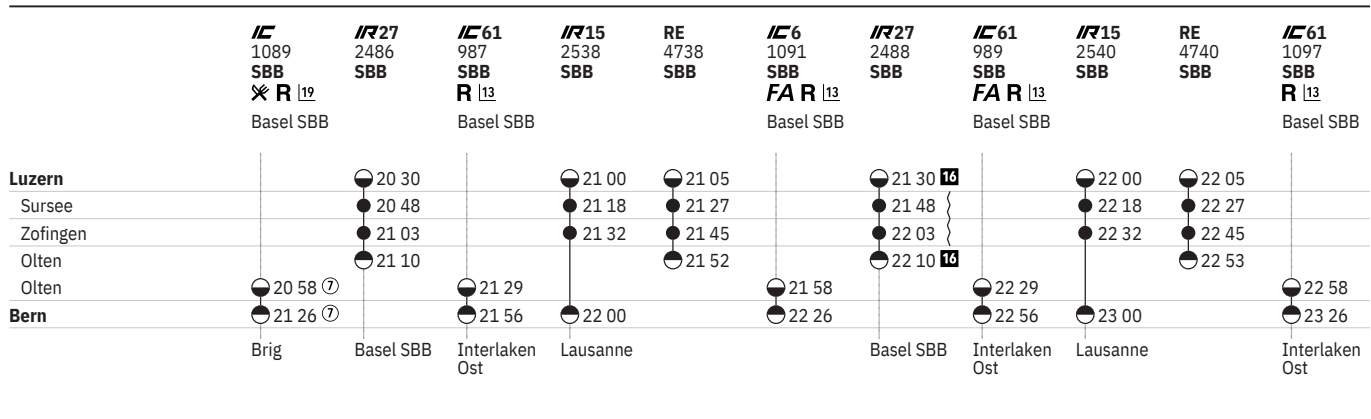 IC IR27 IC61 IR15 RE IC6 IR27 IC61 IR15 RE IC61
1089 2486 987 2538 4738 1091 2488 989 2540 4740 1097
SBB SBB SBB SBB SBB SBB SBB SBB SBB SBB SBB
R 19 R 13 FA R 13 FA R 13 R 13
Basel SBB Basel SBB Basel SBB Basel SBB Basel SBB
Luzern 20 30 21 00 21 05 21 30 16 22 00 22 05
Sursee 20 48 21 18 21 27 21 48 22 18 22 27
Zofingen 21 03 21 32 21 45 22 03 22 32 22 45
Olten 21 10 21 52 22 10 16 22 53
Olten 20 58 ⑦ 21 29 21 58 22 29 22 58
Bern 21 26 ⑦ 21 56 22 00 22 26 22 56 23 00 23 26
Brig Basel SBB Interlaken Lausanne Basel SBB Interlaken Lausanne Interlaken
Ost Ost Ost